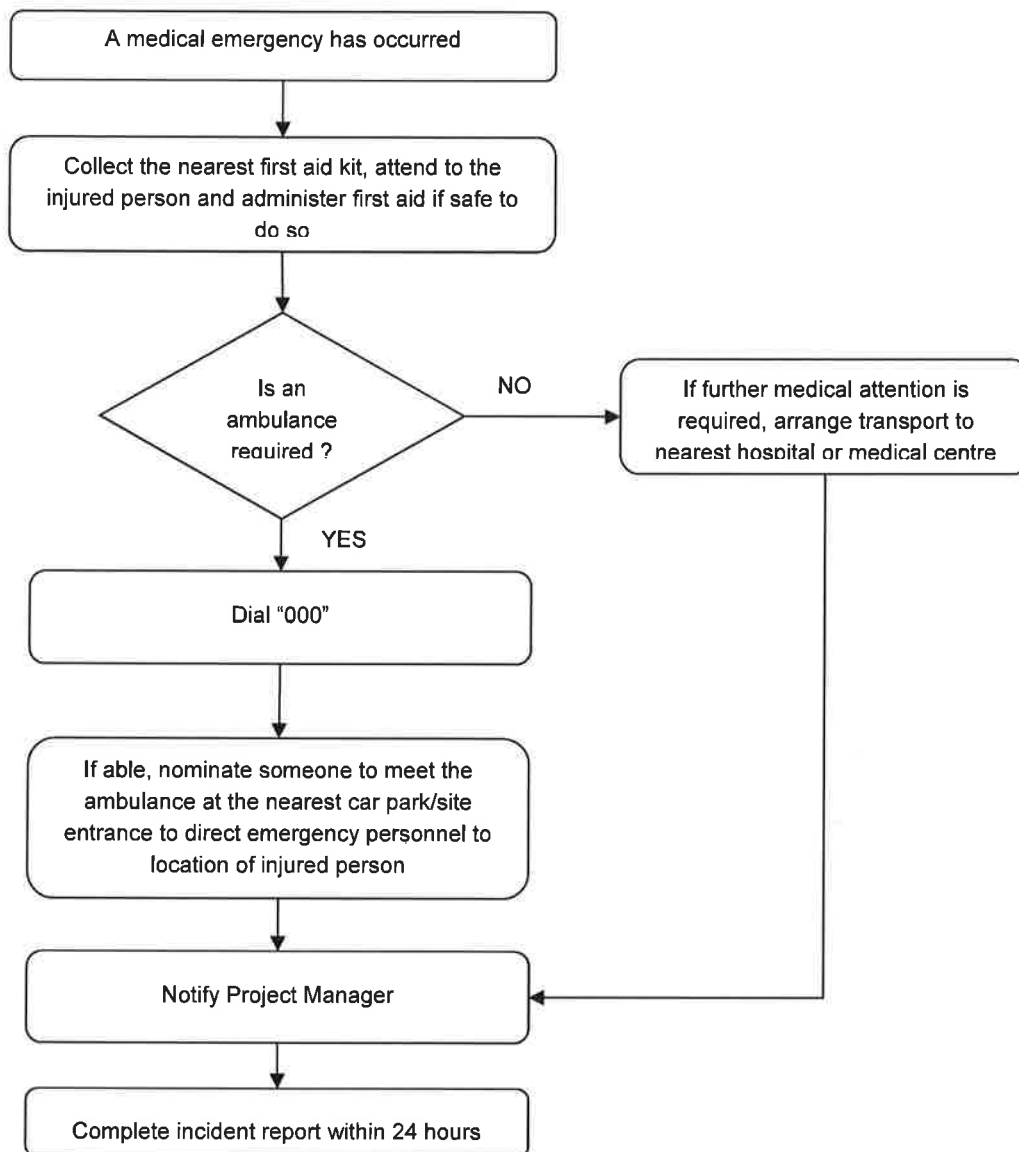 A medical emergency has occurred
Collect the nearest first aid kit, attend to the
injured person and administer first aid if safe to
do so
Is an
ambulance
required ?
NO
If further medical attention is
required, arrange transport to
nearest hospital or medical centre
YES
Dial “000”
If able, nominate someone to meet the
ambulance at the nearest car park/site
entrance to direct emergency personnel to
location of injured person
Notify Project Manager
Complete incident report within 24 hours